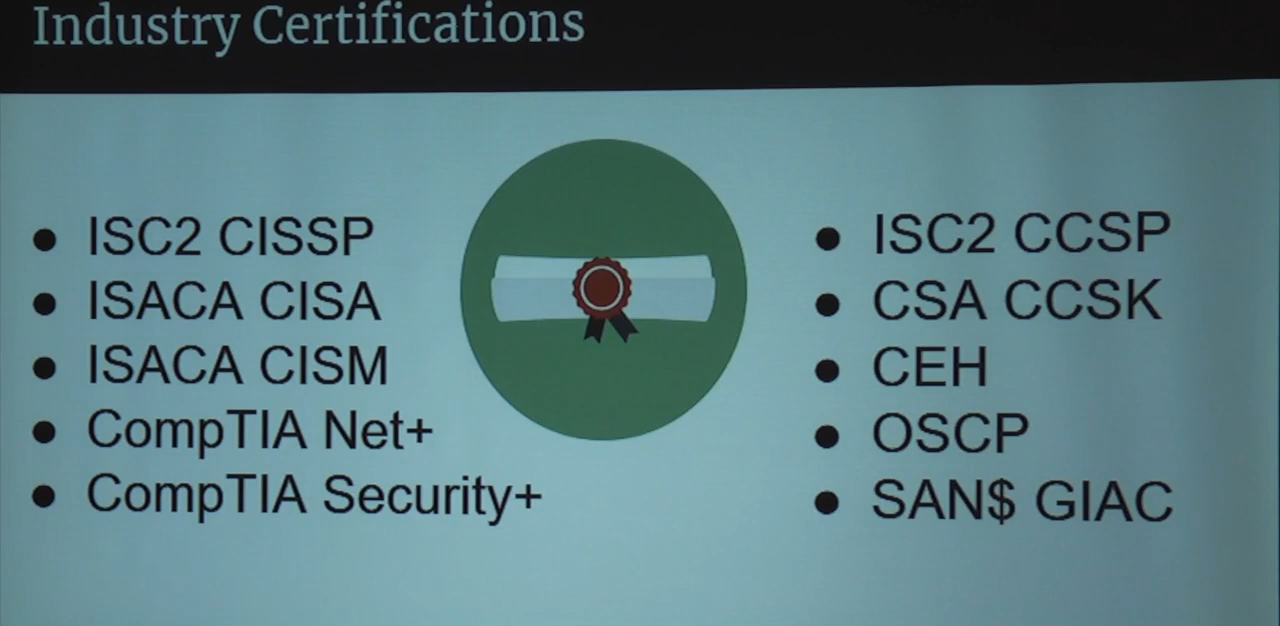 Industry Certifications
● ISC2 CISSP
● ISACA CISA
● ISACA CISM
● CompTIA Net+
● CompTIA Security+
● ISC2 CCSP
● CSA CCSK
● CEH
● OSCP
● SAN$ GIAC